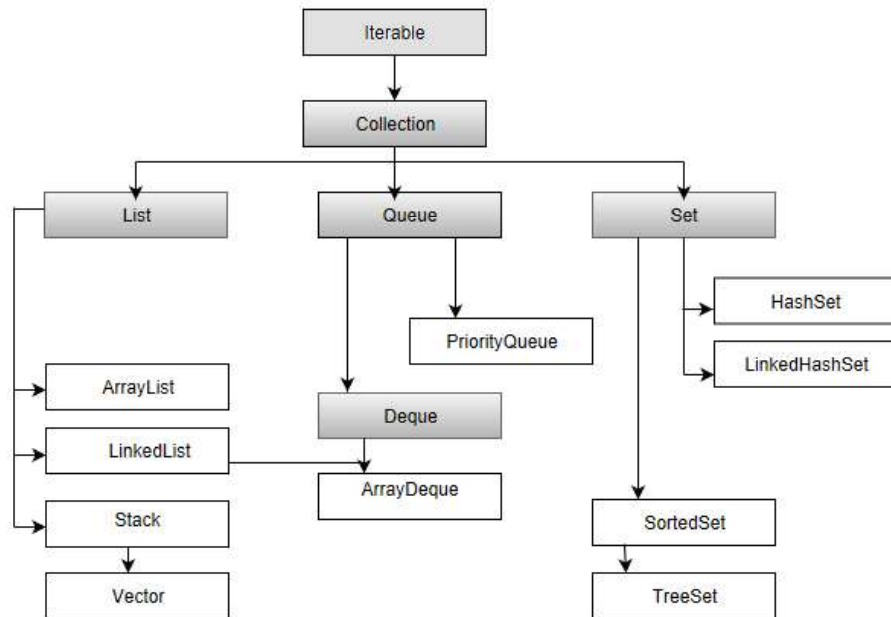 Iterable
Collection
List
Queue
Set
HashSet
PriorityQueue
LinkedHashSet
ArrayList
Deque
LinkedList
ArrayDeque
Stack
SortedSet
Vector
TreeSet